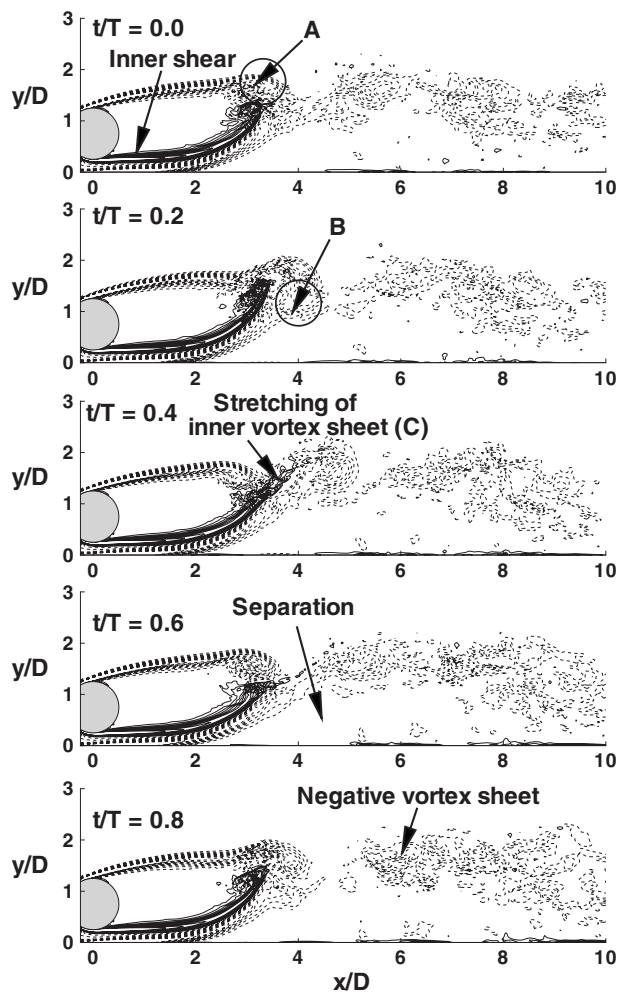 3
t/T = 0.0
A
Inner shear
2
y/D
1
0
0 2 4 6 8 10
3
t/T = 0.2
B
2
y/D
1
0
0 2 4 6 8 10
3
t/T = 0.4
Stretching of
inner vortex sheet (C)
2
y/D
1
0
0 2 4 6 8 10
3
t/T = 0.6
Separation
2
y/D
1
0
0 2 4 6 8 10
3
t/T = 0.8
Negative vortex sheet
2
y/D
1
0
0 2 4 6 8 10
x/D